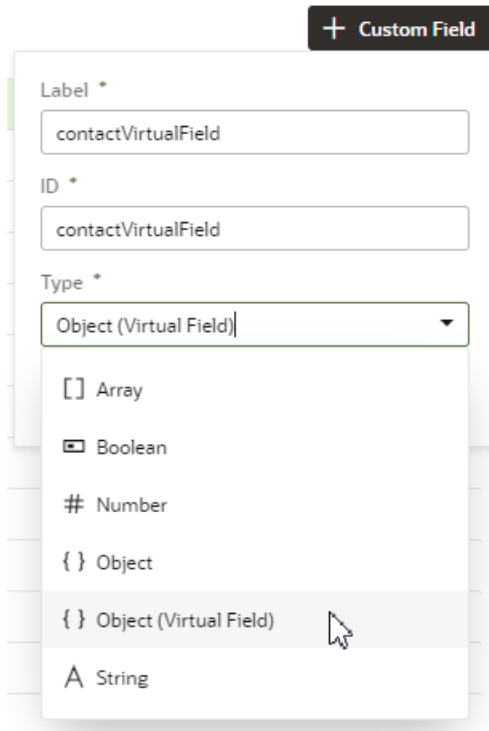 + Custom Field
Label *
contactVirtualField
ID *
contactVirtualField
Type *
Object (Virtual Field)
[] Array
Boolean
# Number
{ } Object
{ } Object (Virtual Field)
A String